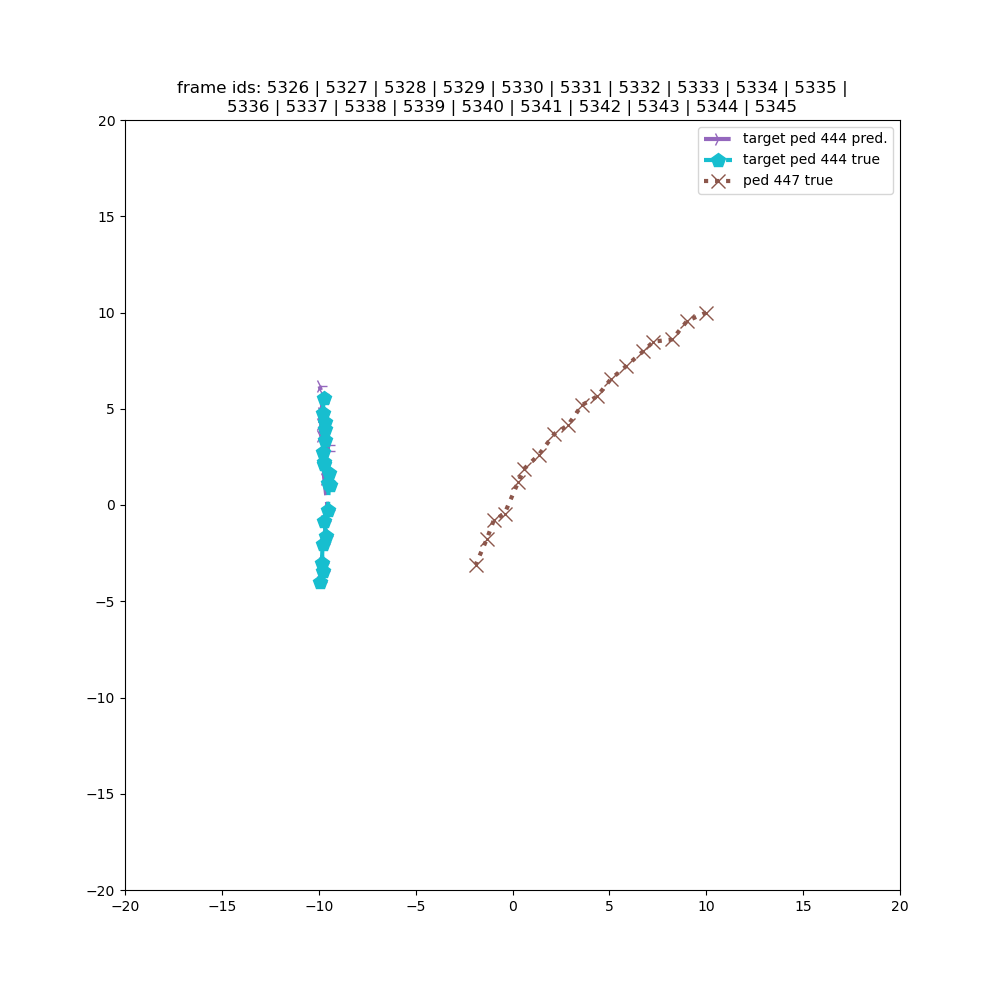 frame ids: 5326 | 5327 | 5328 | 5329 | 5330 | 5331 | 5332 | 5333 | 5334 | 5335 |
5336 | 5337 | 5338 | 5339 | 5340 | 5341 | 5342 | 5343 | 5344 | 5345
target ped 444 pred.
target ped 444 true
ped 447 true
20
15
10
5
0
−5
−10
−15
−20
−20 −15 −10 −5 0 5 10 15 20